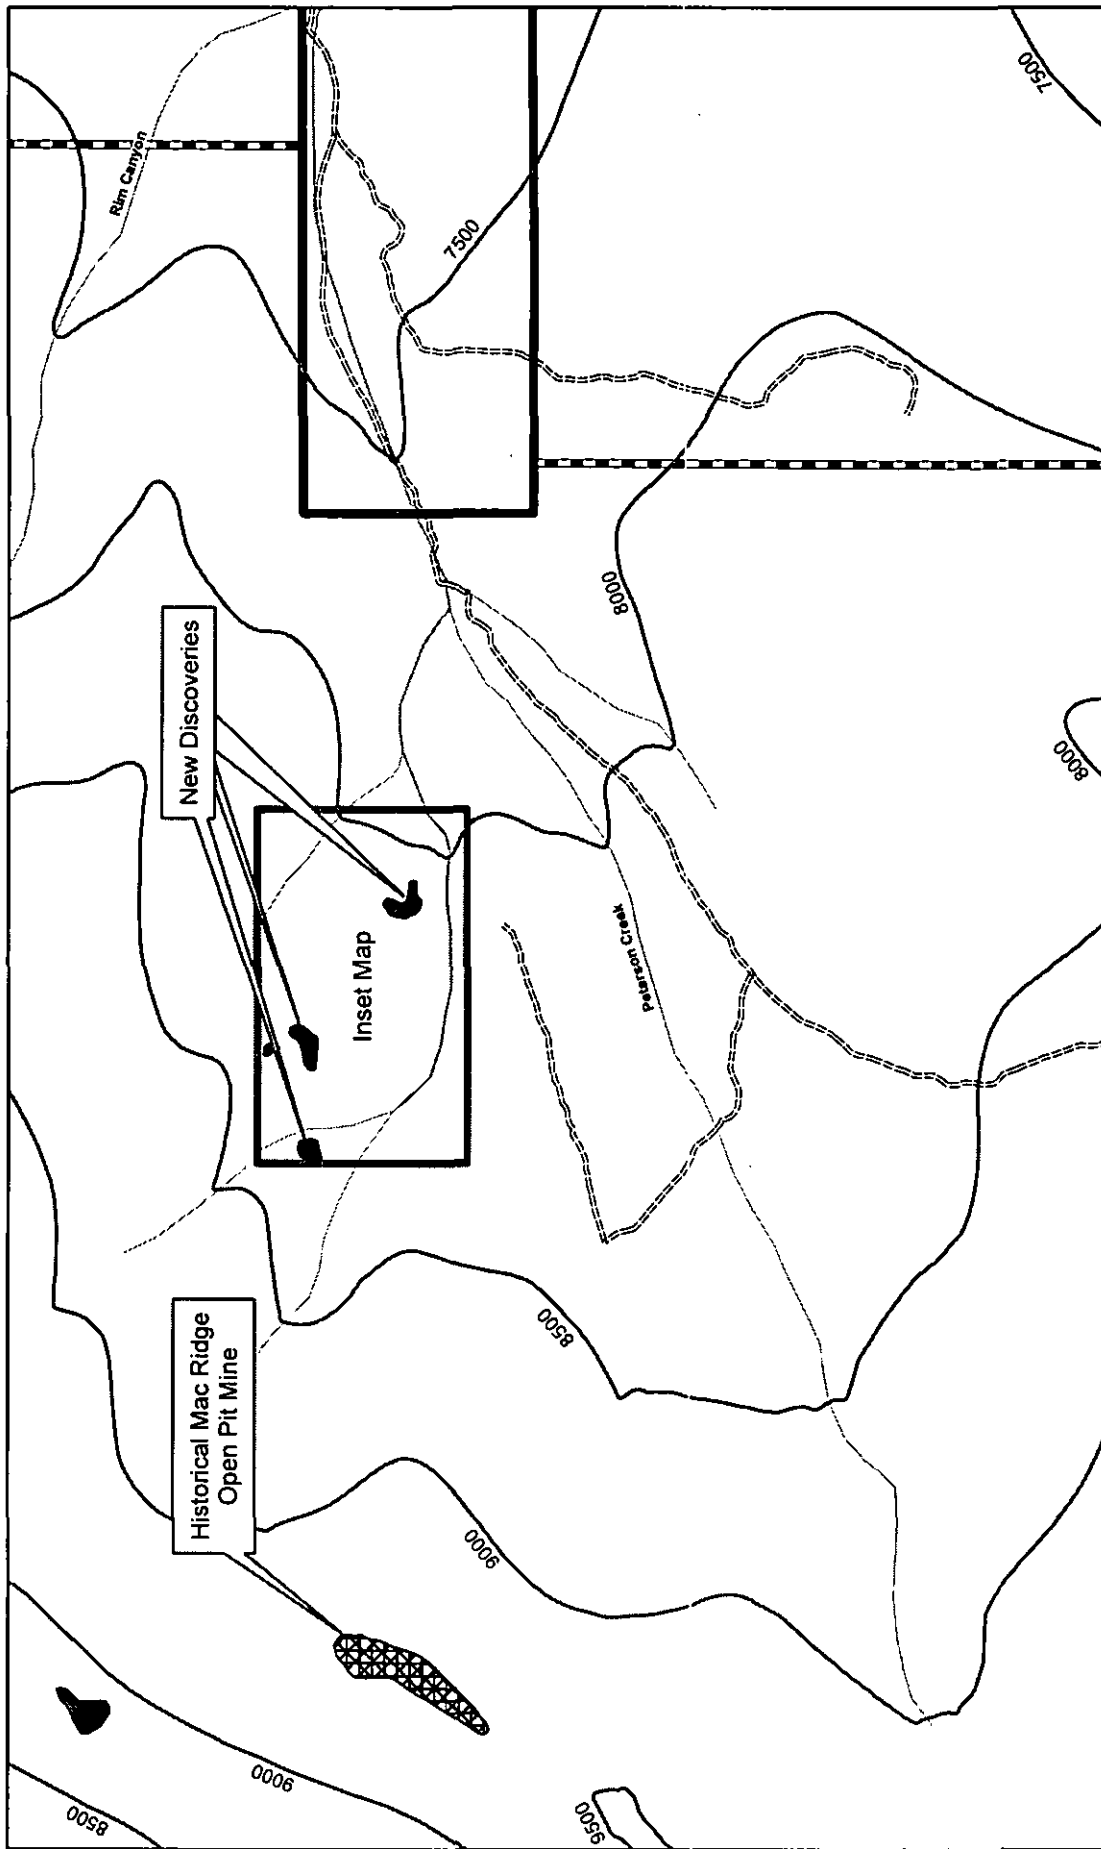 8500
9000
9500
Historical Mac Ridge
Open Pit Mine
9000
8500
New Discoveries
Inset Map
Peterson Creek
8000
8000
Rim Canyon
7500
7500